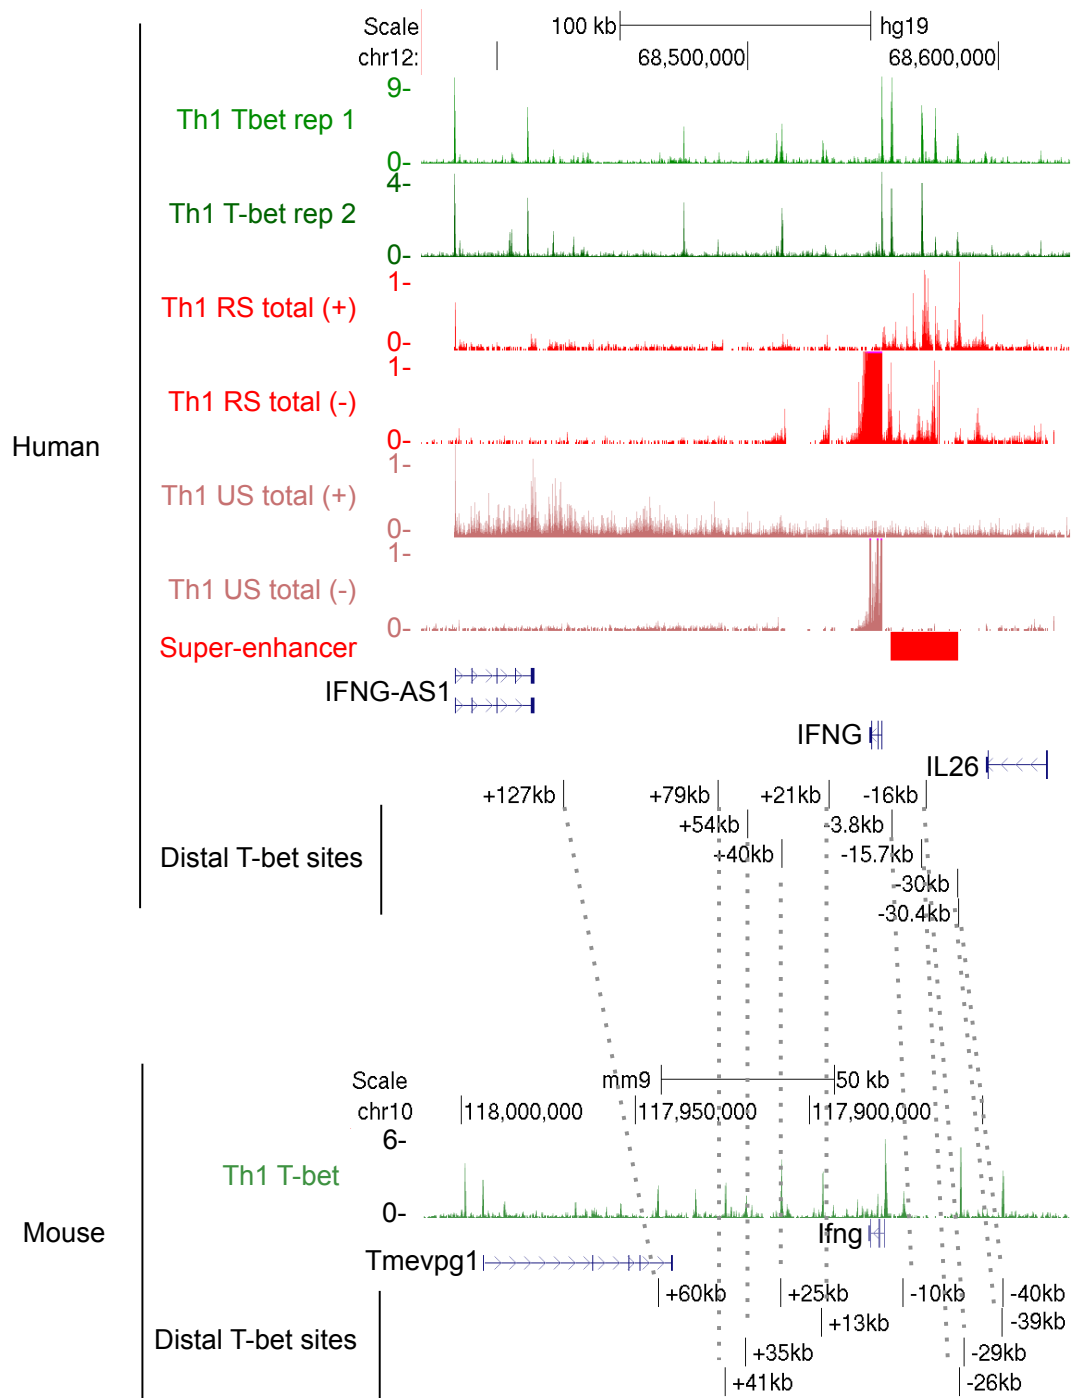 Scale 100 kb hg19
chr12: 68,500,000 68,600,000
9-
Th1 Tbet rep 1
0-
4-
Th1 T-bet rep 2
0-
1-
Th1 RS total (+)
0-
1-
Th1 RS total (-)
0-
Human
1-
Th1 US total (+)
0-
1-
Th1 US total (-)
0-
Super-enhancer
IFNG-AS1
IFNG
IL26
+127kb +79kb +21kb -16kb
+54kb -3.8kb
Distal T-bet sites +40kb -15.7kb
-30kb
-30.4kb
Scale mm9 50 kb
chr10 118,000,000 117,950,000 117,900,000
6-
Th1 T-bet
0-
Mouse
Ifng
Tmevpg1
+60kb +25kb -10kb -40kb
+13kb -39kb
Distal T-bet sites
+35kb -29kb
+41kb -26kb